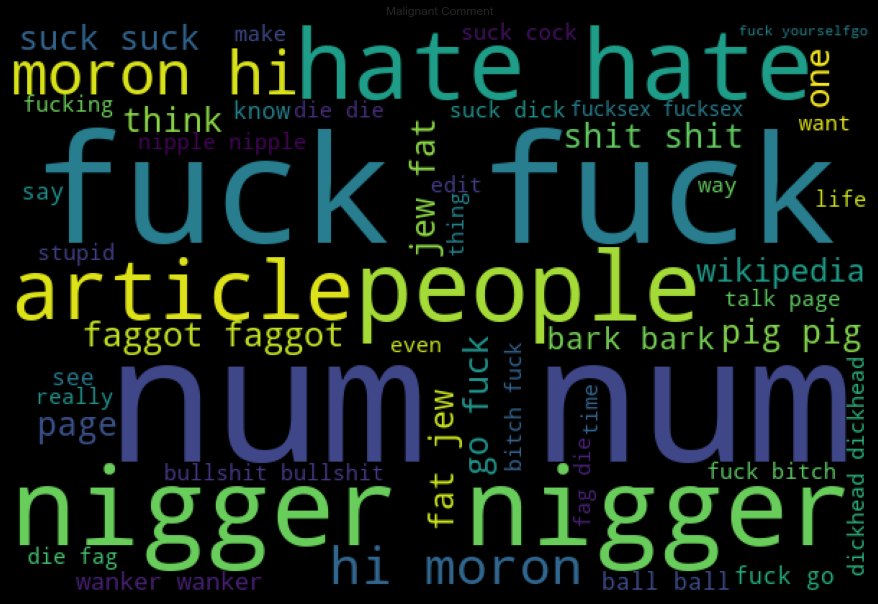 Malignant Comment
suck suck
make
suck cock
fuck yourselfgo
moron hi
hate hate
one
fucking
think
know
die die
suck dick
fucksex fucksex
want
nipple nipple
jew fat
shit shit
fuck fuck
say
edit
thing
way
life
stupid
article
people
wikipedia
talk page
faggot faggot
even
bark bark
pig pig
see
really
page
num num
fat jew
go fuck
bitch fuck
time
fag die
dickhead dickhead
bullshit bullshit
fuck bitch
nigger nigger
die fag
hi moron
wanker wanker
ball ball
fuck go